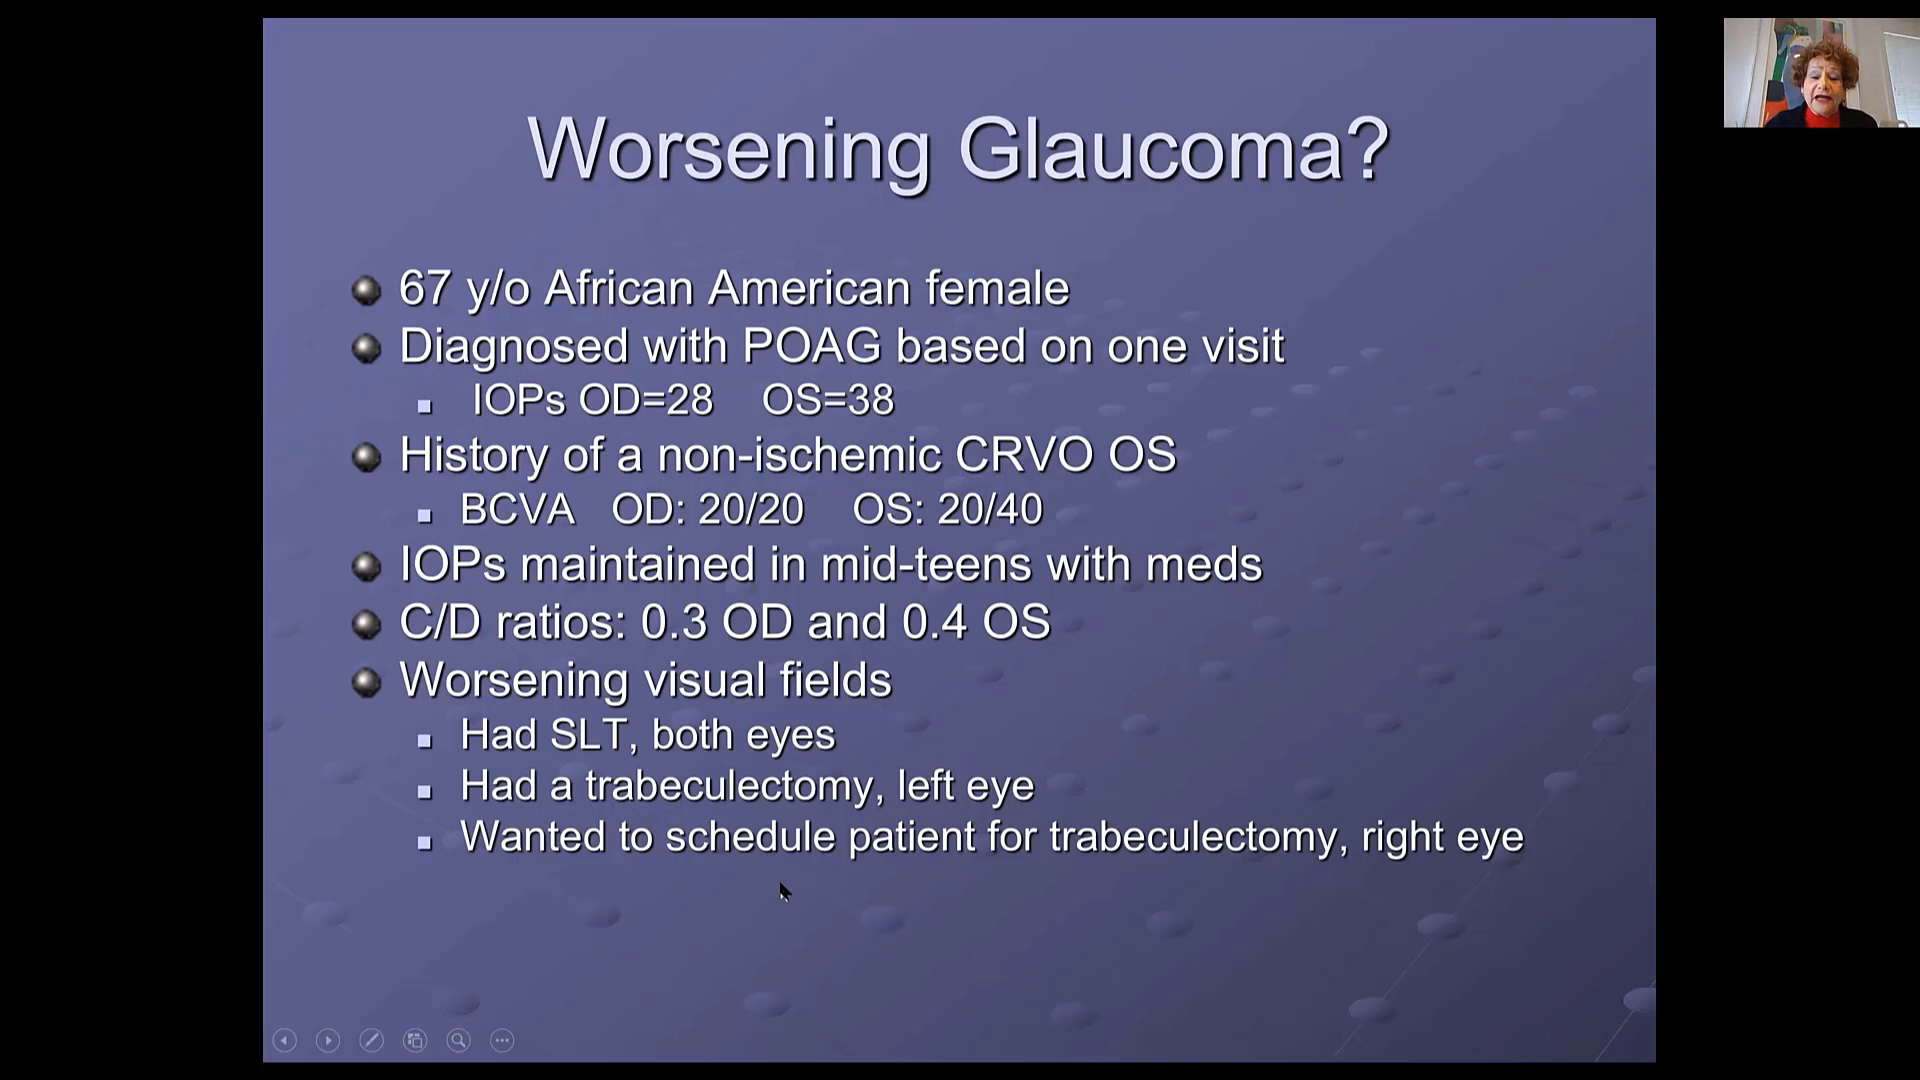 Worsening Glaucoma?
67 y/o African American female
Diagnosed with POAG based on one visit
IOPs OD=28 OS=38
History of a non-ischemic CRVO OS
BCVA OD: 20/20 OS: 20/40
IOPs maintained in mid-teens with meds
C/D ratios: 0.3 OD and 0.4 OS
Worsening visual fields
Had SLT, both eyes
Had a trabeculectomy, left eye
Wanted to schedule patient for trabeculectomy, right eye